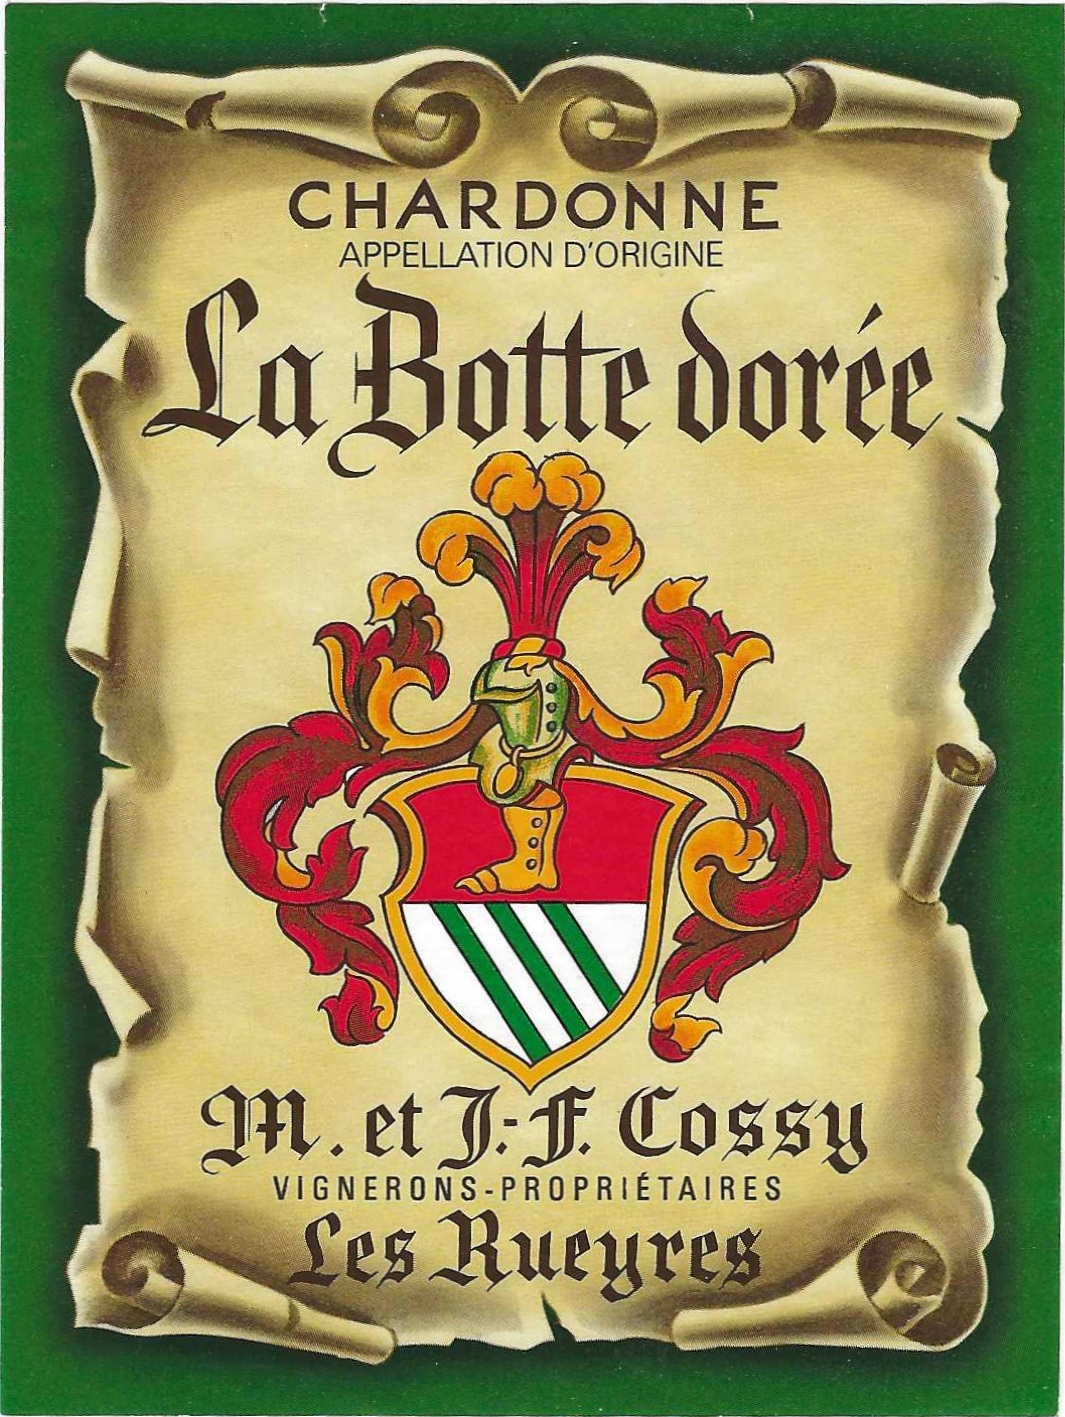 CHARDONNE
APPELLATION D'ORIGINE
La Botte dorée
M. et J.-F. Cossy
VIGNERONS-PROPRIÉTAIRES
Les Rueyres